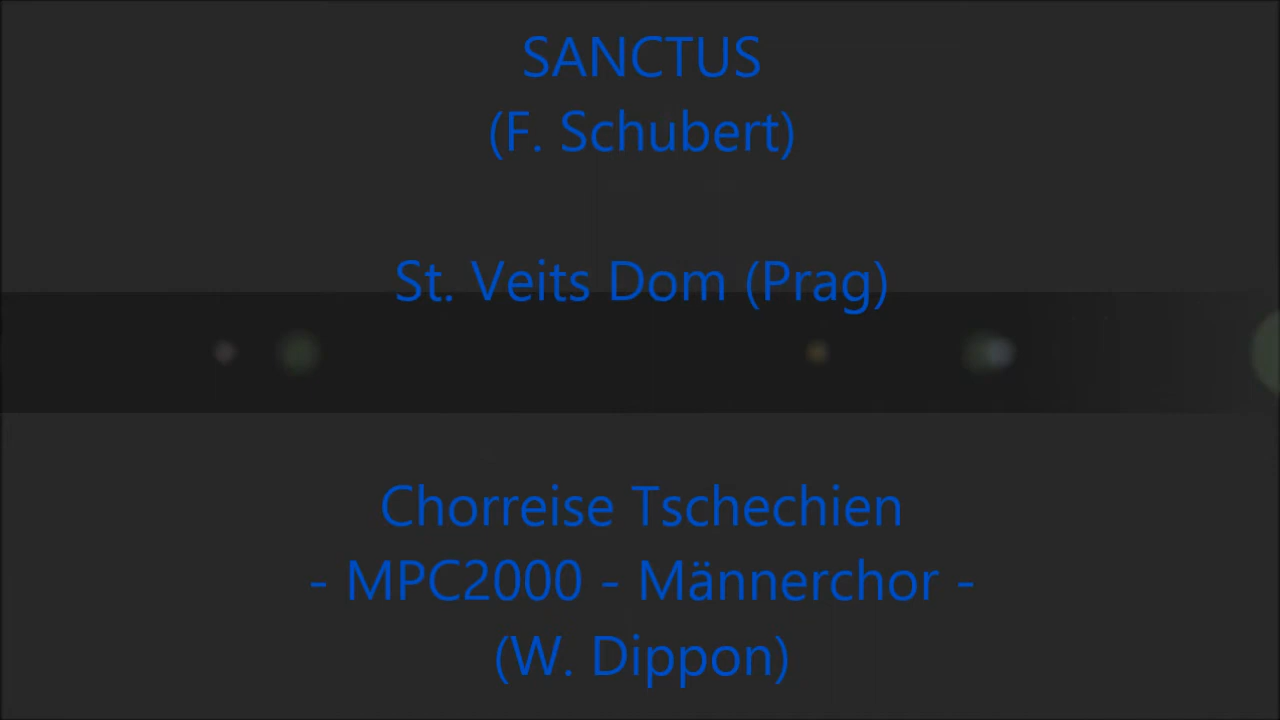 SANCTUS
(F. Schubert)
St. Veits Dom (Prag)
Chorreise Tschechien
- MPC2000 - Männerchor -
(W. Dippon)